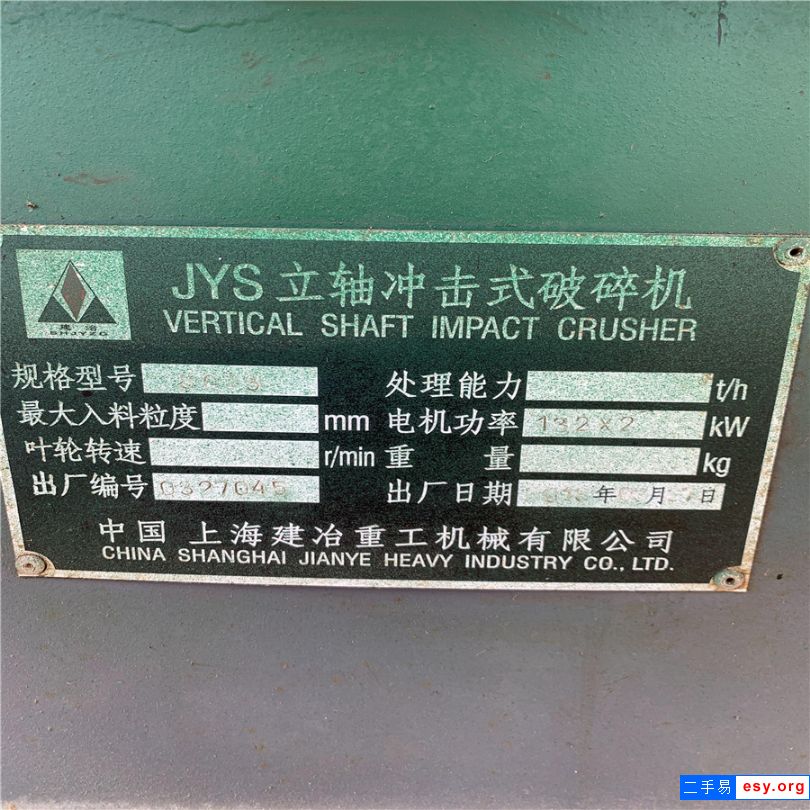 JYS 立轴冲击式破碎机
VERTICAL SHAFT IMPACT CRUSHER
建冶
SHJYZG
规格型号 处理能力 t/h
最大入料粒度 mm 电机功率 132×2 kW
叶轮转速 r/min 重量 kg
出厂编号 0327045 出厂日期 年 月 日
中国 上海建冶重工机械有限公司
CHINA SHANGHAI JIANYE HEAVY INDUSTRY CO., LTD.
二手易 esy.org